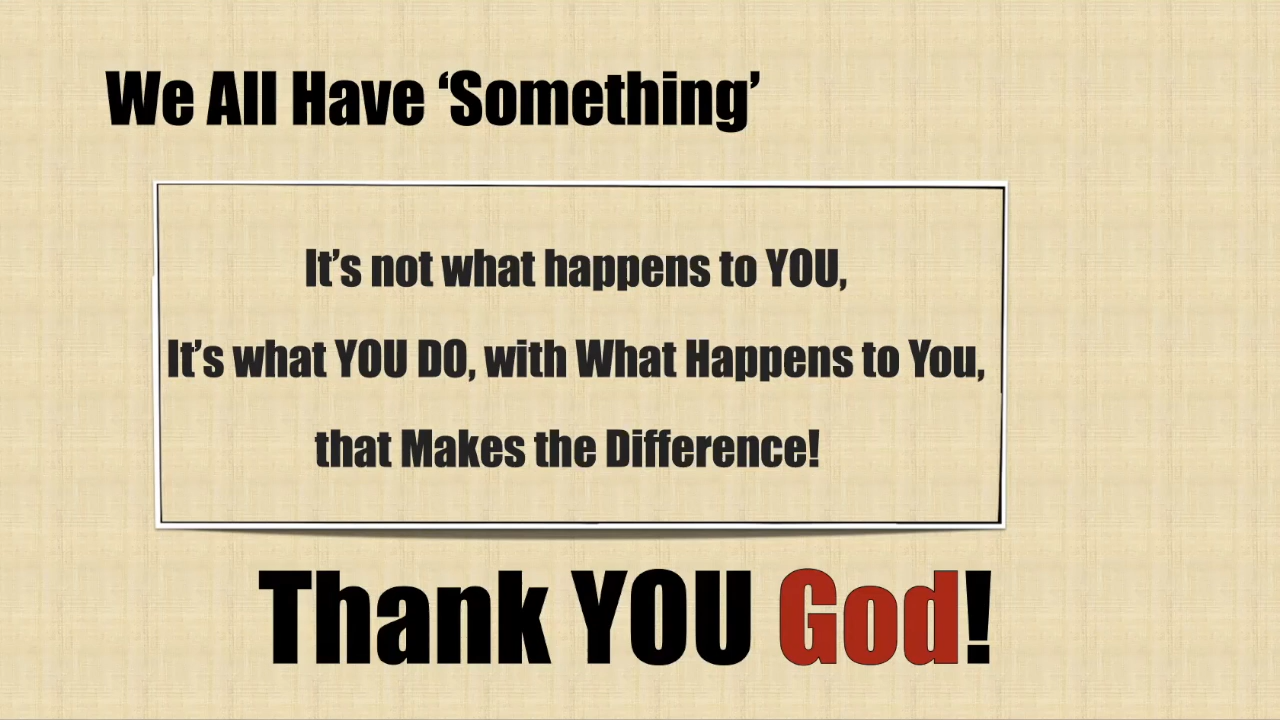 We All Have ‘Something’
It’s not what happens to YOU,
It’s what YOU DO, with What Happens to You,
that Makes the Difference!
Thank YOU God!